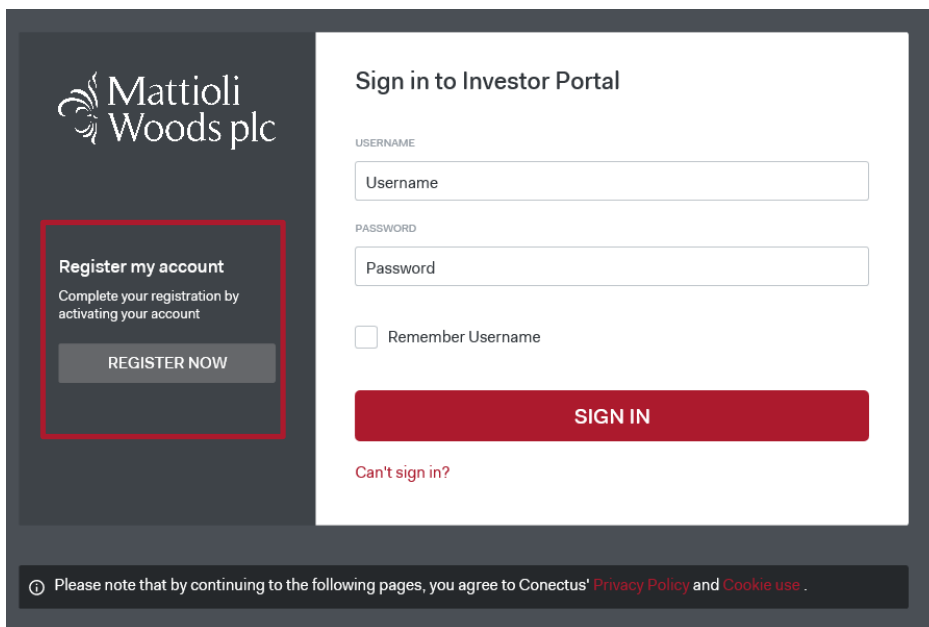 Mattioli
Woods plc
Register my account
Complete your registration by
activating your account
REGISTER NOW
Sign in to Investor Portal
USERNAME
Username
PASSWORD
Password
Remember Username
SIGN IN
Can't sign in?
Please note that by continuing to the following pages, you agree to Conectus' Privacy Policy and Cookie use .